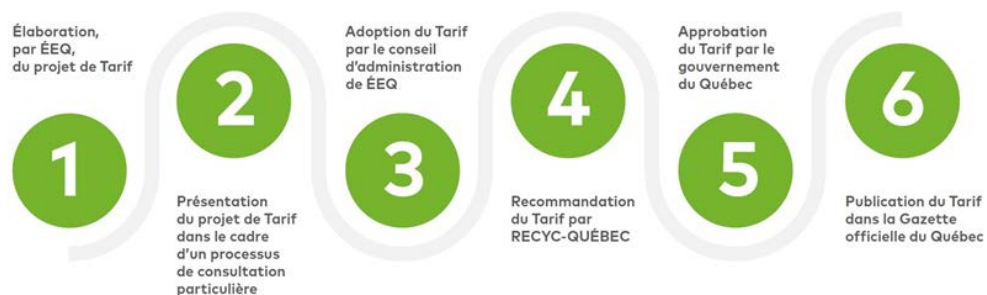 Élaboration,
par ÉEQ,
du projet de Tarif
1
2
Présentation
du projet de Tarif
dans le cadre
d'un processus
de consultation
particulière
Adoption du Tarif
par le conseil
d'administration
de ÉEQ
3
4
Recommandation
du Tarif par
RECYC-QUÉBEC
Approbation
du Tarif par le
gouvernement
du Québec
5
6
Publication du Tarif
dans la Gazette
officielle du Québec